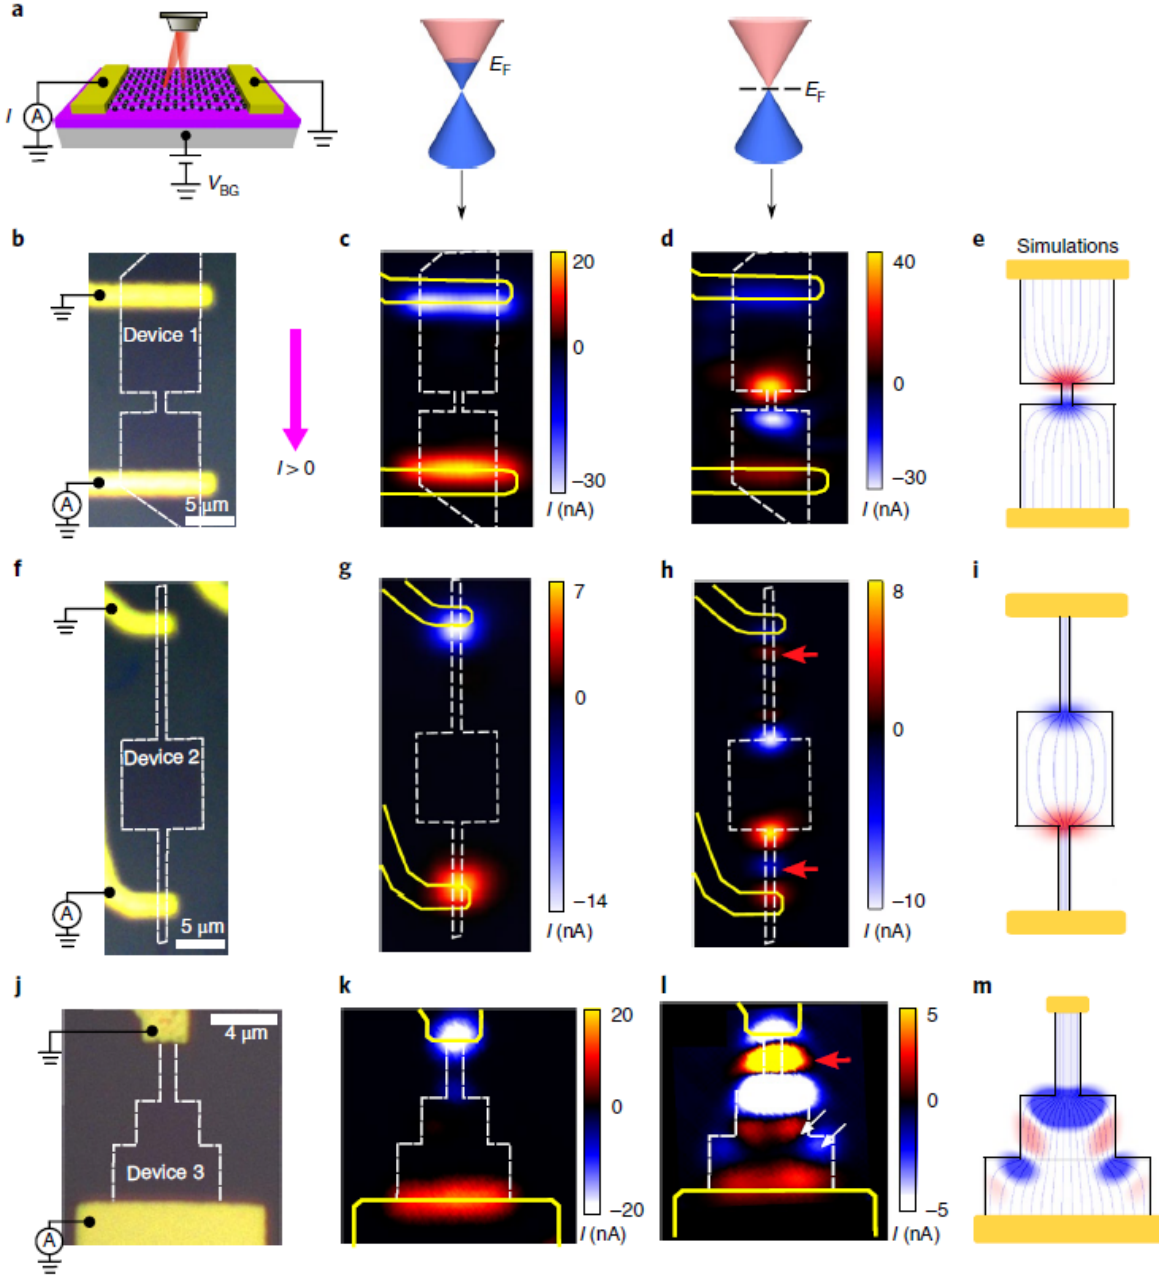 a
I
A
V_BG
E_F
E_F
b
Device 1
A
5 μm
I > 0
c
20
0
−30
I (nA)
d
40
0
−30
I (nA)
e
Simulations
f
Device 2
A
5 μm
g
7
0
−14
I (nA)
h
8
0
−10
I (nA)
i
j
4 μm
Device 3
A
k
20
0
−20
I (nA)
l
5
0
−5
I (nA)
m